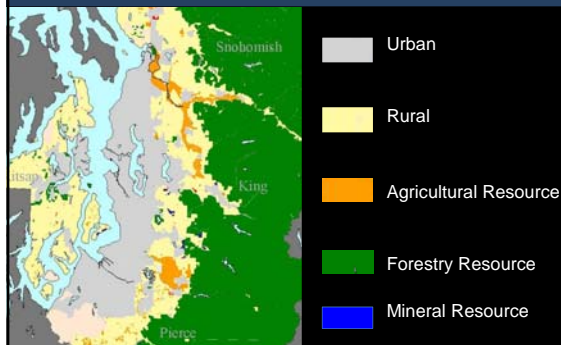 Snohomish
itsap
King
Pierce
Urban
Rural
Agricultural Resource
Forestry Resource
Mineral Resource